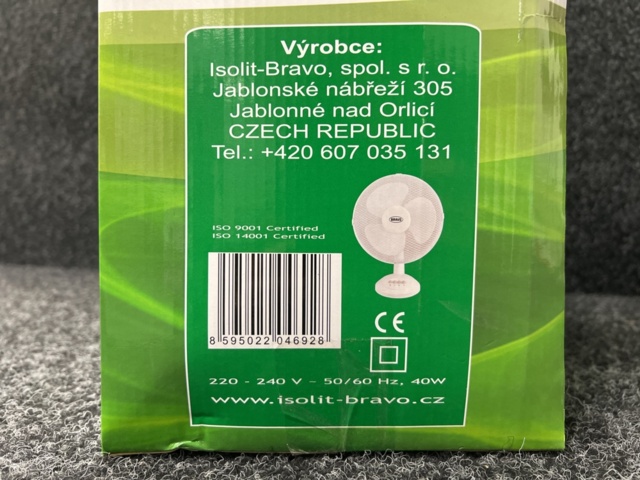 Výrobce:
Isolit-Bravo, spol. s r. o.
Jablonské nábřeží 305
Jablonné nad Orlicí
CZECH REPUBLIC
Tel.: +420 607 035 131
BRAVO
ISO 9001 Certified
ISO 14001 Certified
8 595022 046928
CE
220 - 240 V ~ 50/60 Hz, 40W
www.isolit-bravo.cz